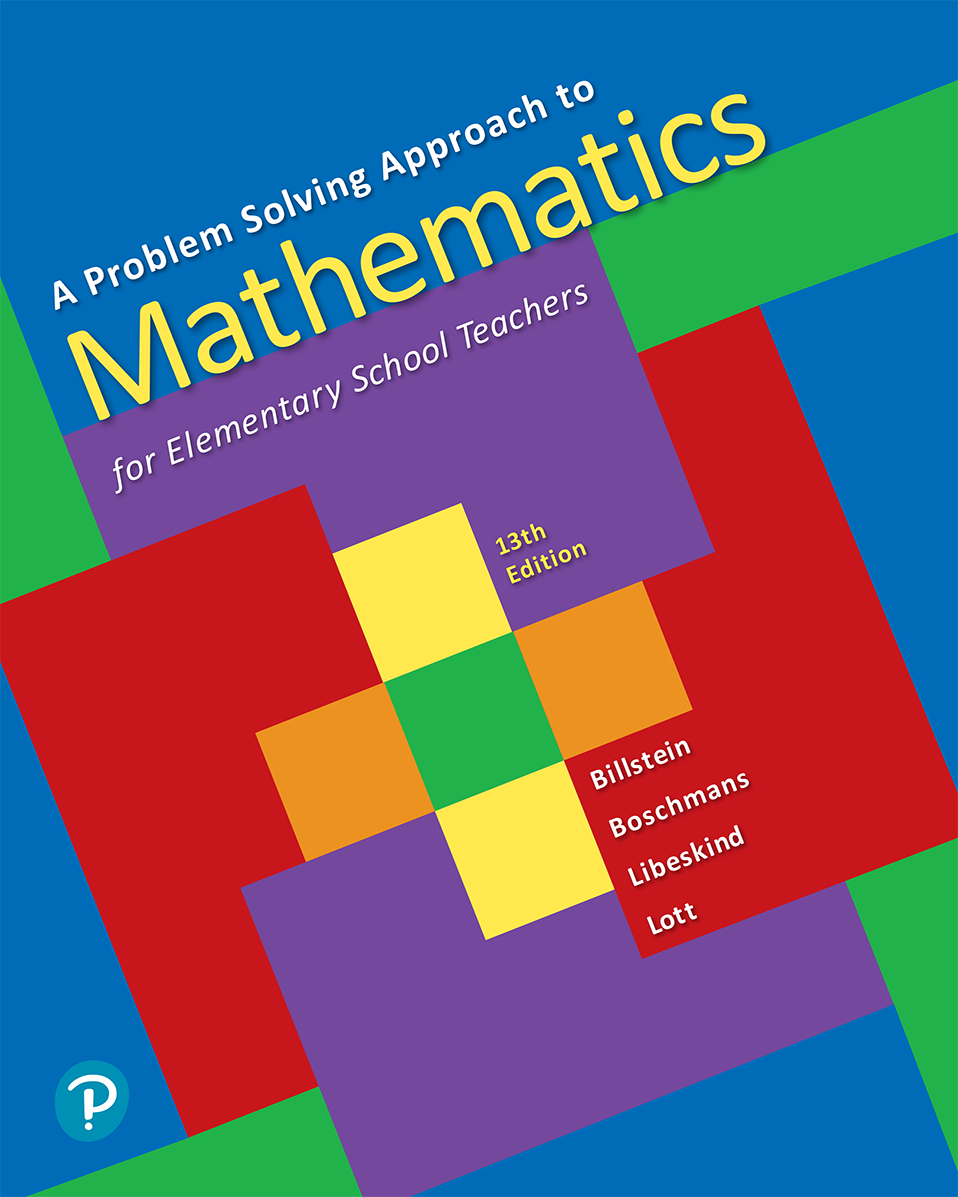 A Problem Solving Approach to
Mathematics
for Elementary School Teachers
13th
Edition
Billstein
Boschmans
Libeskind
Lott